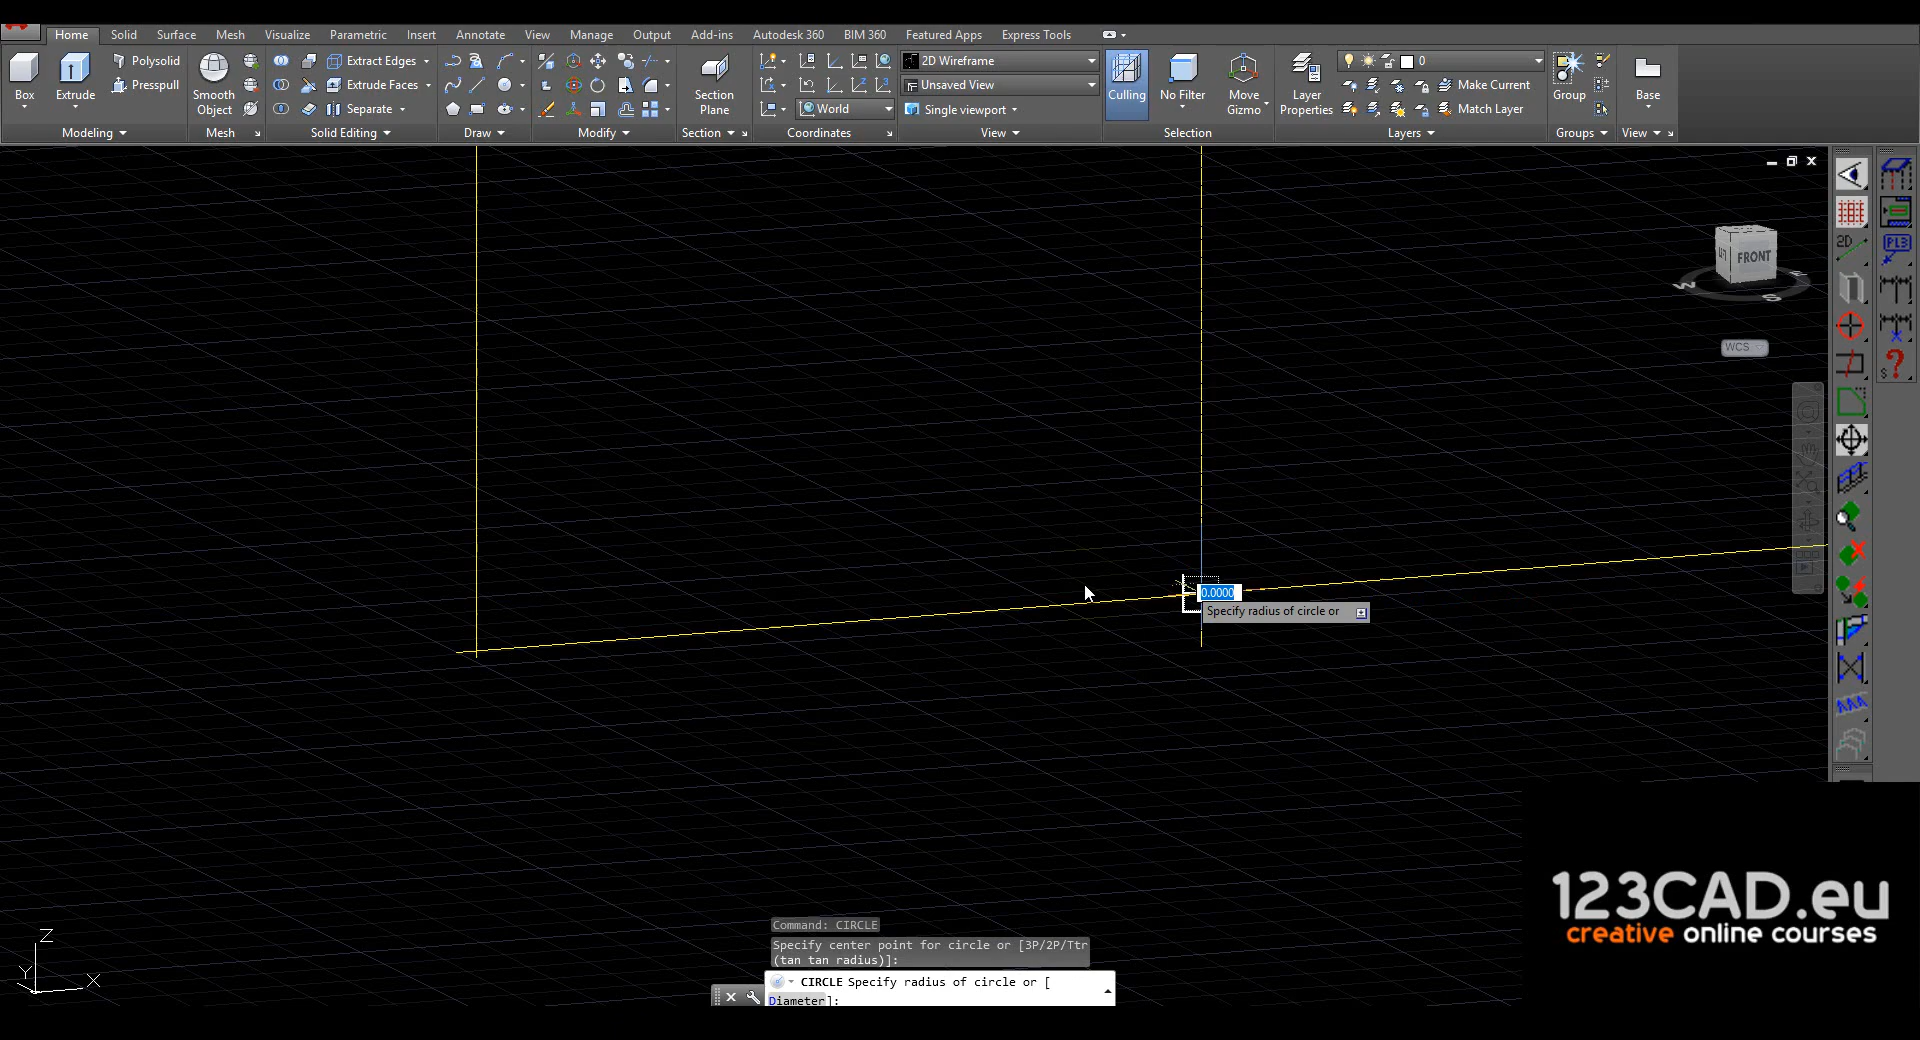 Home Solid Surface Mesh Visualize Parametric Insert Annotate View Manage Output Add-ins Autodesk 360 BIM 360 Featured Apps Express Tools
Box
Extrude
Polysolid
Presspull
Modeling
Smooth
Object
Mesh
Extract Edges
Extrude Faces
Separate
Solid Editing
Draw
Modify
Section
Plane
Section
World
Coordinates
2D Wireframe
Unsaved View
Single viewport
View
Culling
No Filter
Move
Gizmo
Selection
Layer
Properties
0
Make Current
Match Layer
Layers
Group
Groups
Base
View
FRONT
W
S
WCS
2D
PL3
0.0000
Specify radius of circle or
Z
Y
X
Command: CIRCLE
Specify center point for circle or [3P/2P/Ttr
(tan tan radius)]:
CIRCLE Specify radius of circle or [
Diameter]:
123CAD.eu
creative online courses